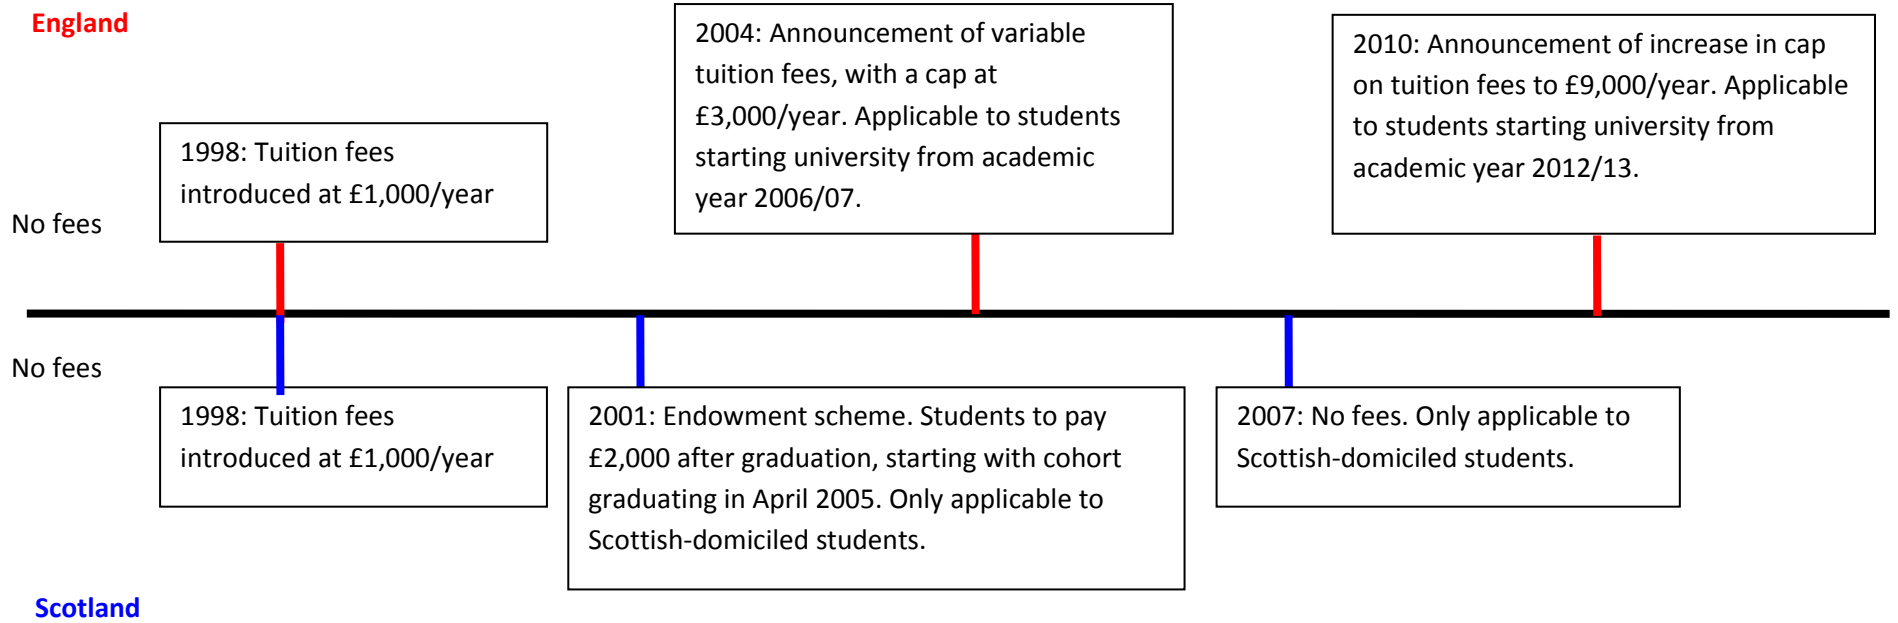 England
2004: Announcement of variable
tuition fees, with a cap at
£3,000/year. Applicable to students
starting university from academic
year 2006/07.
2010: Announcement of increase in cap
on tuition fees to £9,000/year. Applicable
to students starting university from
academic year 2012/13.
1998: Tuition fees
introduced at £1,000/year
No fees
No fees
1998: Tuition fees
introduced at £1,000/year
2001: Endowment scheme. Students to pay
£2,000 after graduation, starting with cohort
graduating in April 2005. Only applicable to
Scottish-domiciled students.
2007: No fees. Only applicable to
Scottish-domiciled students.
Scotland